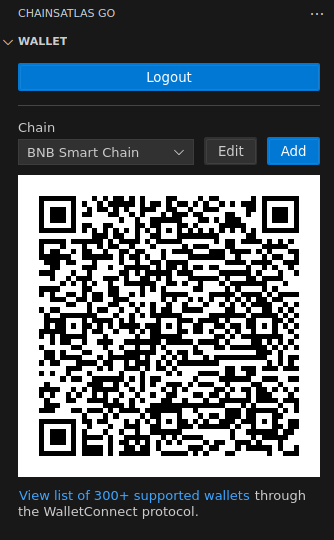 CHAINSATLAS GO
WALLET
Logout
Chain
BNB Smart Chain
Edit
Add
View list of 300+ supported wallets through
the WalletConnect protocol.